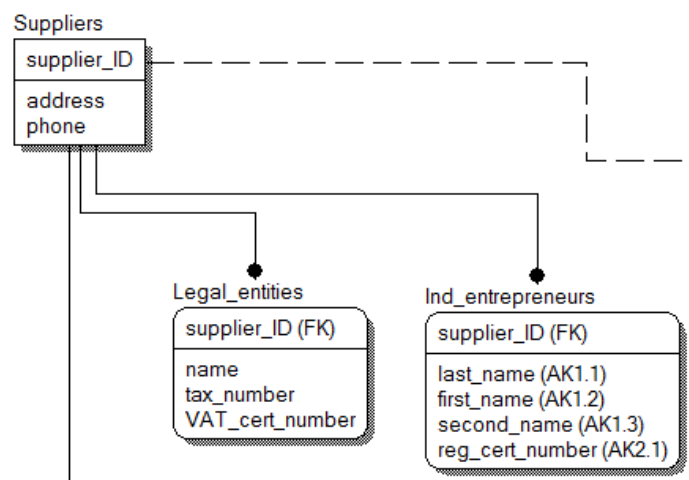 Suppliers
supplier_ID
address
phone
Legal_entities
supplier_ID (FK)
name
tax_number
VAT_cert_number
Ind_entrepreneurs
supplier_ID (FK)
last_name (AK1.1)
first_name (AK1.2)
second_name (AK1.3)
reg_cert_number (AK2.1)